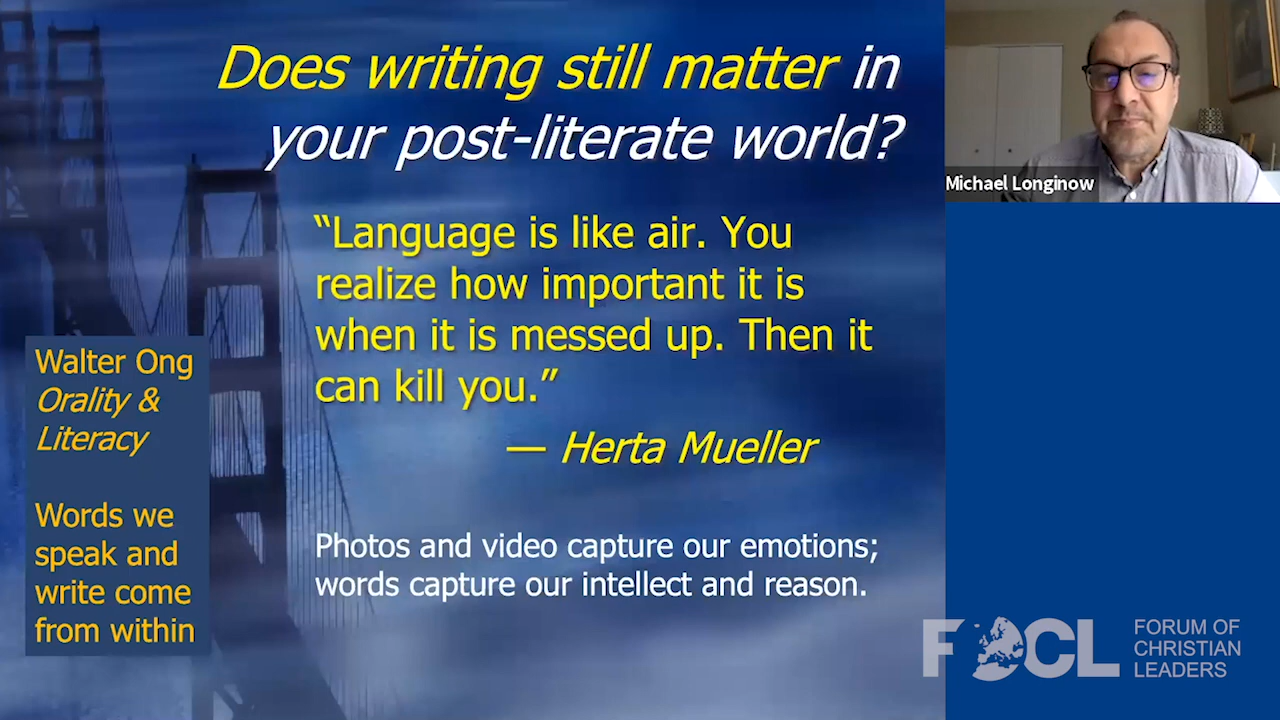 Does writing still matter in
your post-literate world?
“Language is like air. You
realize how important it is
when it is messed up. Then it
can kill you.”
— Herta Mueller
Photos and video capture our emotions;
words capture our intellect and reason.
Walter Ong
Orality &
Literacy
Words we
speak and
write come
from within
Michael Longinow
FOCL
FORUM OF
CHRISTIAN
LEADERS